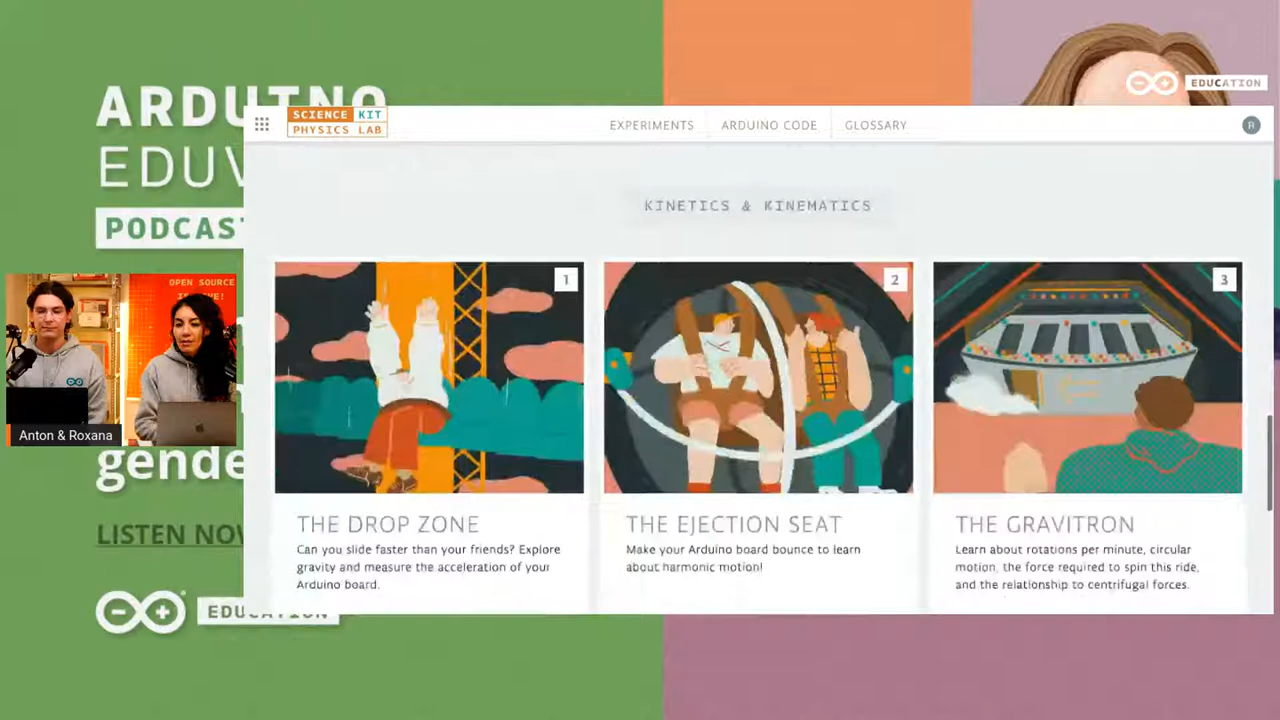 ARDUINO
EDUV
PODCAST
gende
LISTEN NOW
EDUCATION
EDUCATION
SCIENCE KIT
PHYSICS LAB
EXPERIMENTS
ARDUINO CODE
GLOSSARY
R
KINETICS & KINEMATICS
1
2
3
THE DROP ZONE
Can you slide faster than your friends? Explore
gravity and measure the acceleration of your
Arduino board.
THE EJECTION SEAT
Make your Arduino board bounce to learn
about harmonic motion!
THE GRAVITRON
Learn about rotations per minute, circular
motion, the force required to spin this ride,
and the relationship to centrifugal forces.
OPEN SOURCE
Anton & Roxana